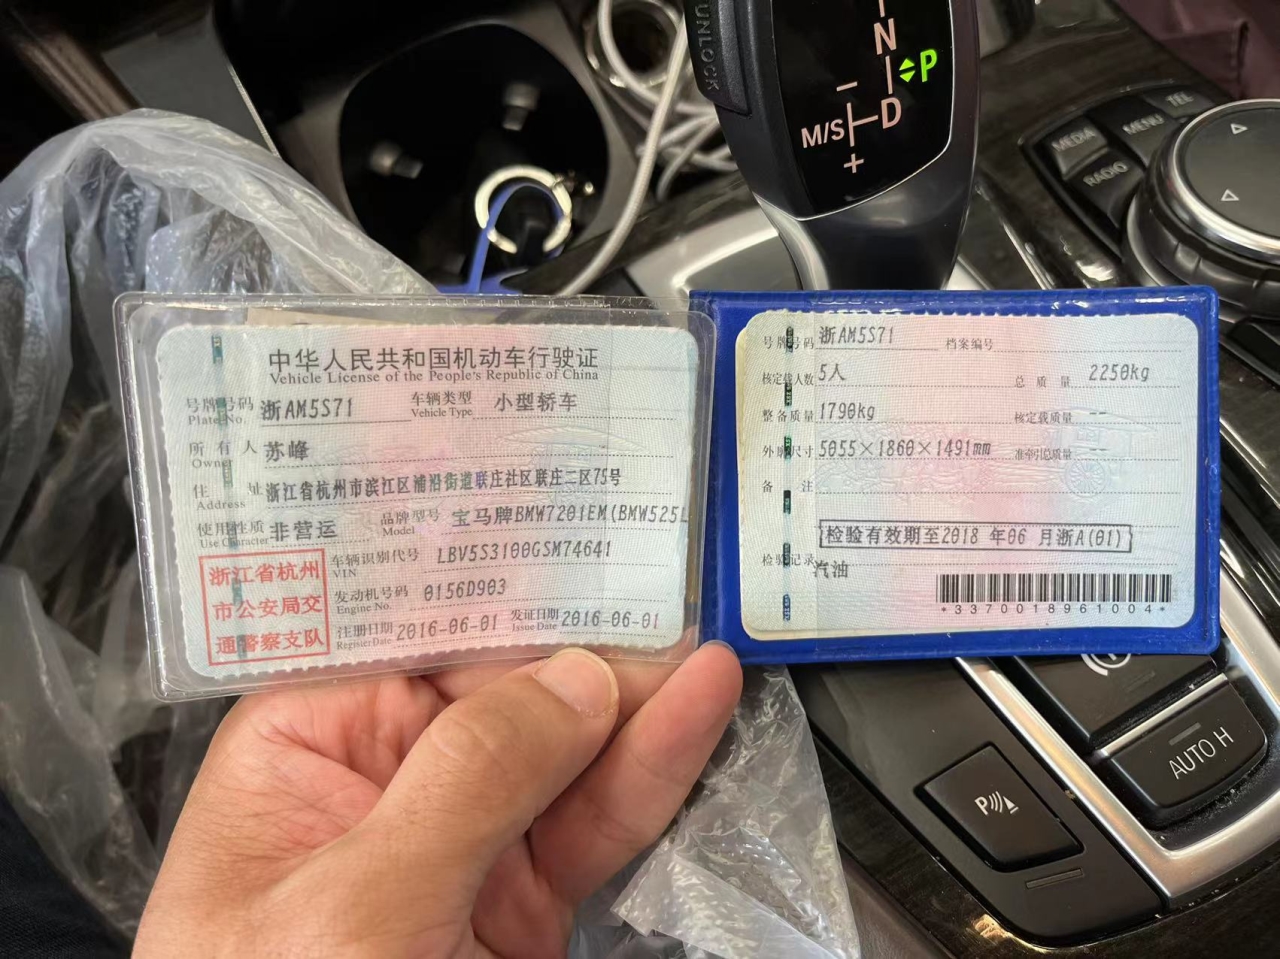 UNLOCK
N
P
D
M/S
−
+
MEDIA
RADIO
MENU
TEL
中华人民共和国机动车行驶证
Vehicle License of the People's Republic of China
号牌号码 浙AM5S71 车辆类型 小型轿车
Plate No. Vehicle Type
所有人 苏峰
Owner
住址 浙江省杭州市滨江区浦沿街道联庄社区联庄二区75号
Address
使用性质 非营运 品牌型号 宝马牌BMW7201EM(BMW525L
Use Character Model
浙江省杭州
市公安局交
通警察支队
车辆识别代号 LBV5S3100GSM74641
VIN
发动机号码 0156D903
Engine No.
注册日期 2016-06-01 发证日期 2016-06-01
Register Date Issue Date
号牌号码 浙AM5S71 档案编号
核定载人数 5人 总质量 2250kg
整备质量 1790kg 核定载质量 --
外廓尺寸 5055×1860×1491mm 准牵引总质量 --
备注
检验有效期至2018 年06 月浙A(01)
检验记录
汽油
*3370018961004*
AUTO H
P